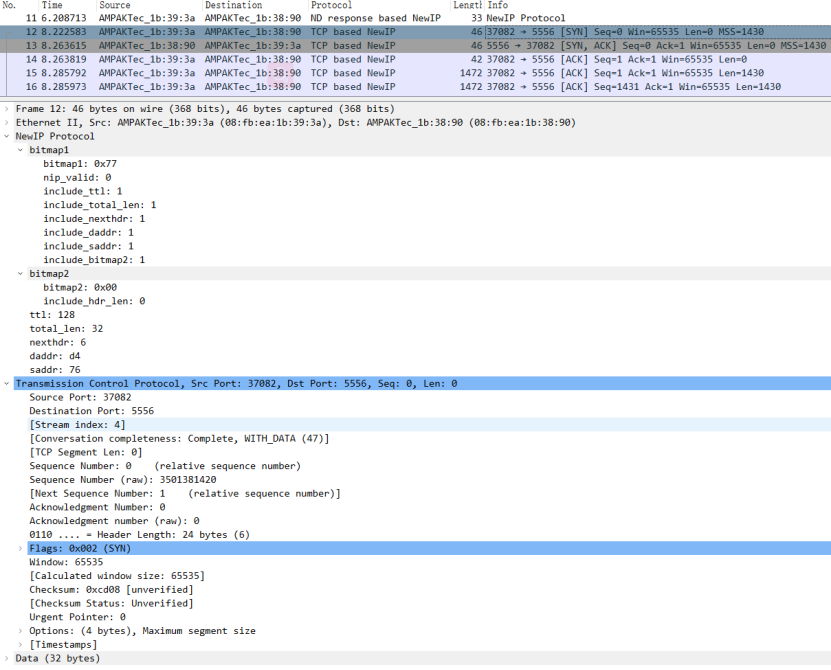 No. Time Source Destination Protocol Lengtl Info
11 6.208713 AMPAKTec_1b:39:3a AMPAKTec_1b:38:90 ND response based NewIP 33 NewIP Protocol
12 8.222583 AMPAKTec_1b:39:3a AMPAKTec_1b:38:90 TCP based NewIP 46 37082 → 5556 [SYN] Seq=0 Win=65535 Len=0 MSS=1430
13 8.263615 AMPAKTec_1b:38:90 AMPAKTec_1b:39:3a TCP based NewIP 46 5556 → 37082 [SYN, ACK] Seq=0 Ack=1 Win=65535 Len=0 MSS=1430
14 8.263819 AMPAKTec_1b:39:3a AMPAKTec_1b:38:90 TCP based NewIP 42 37082 → 5556 [ACK] Seq=1 Ack=1 Win=65535 Len=0
15 8.285792 AMPAKTec_1b:39:3a AMPAKTec_1b:38:90 TCP based NewIP 1472 37082 → 5556 [ACK] Seq=1 Ack=1 Win=65535 Len=1430
16 8.285973 AMPAKTec_1b:39:3a AMPAKTec_1b:38:90 TCP based NewIP 1472 37082 → 5556 [ACK] Seq=1431 Ack=1 Win=65535 Len=1430
Frame 12: 46 bytes on wire (368 bits), 46 bytes captured (368 bits)
Ethernet II, Src: AMPAKTec_1b:39:3a (08:fb:ea:1b:39:3a), Dst: AMPAKTec_1b:38:90 (08:fb:ea:1b:38:90)
NewIP Protocol
bitmap1
bitmap1: 0x77
nip_valid: 0
include_ttl: 1
include_total_len: 1
include_nexthdr: 1
include_daddr: 1
include_saddr: 1
include_bitmap2: 1
bitmap2
bitmap2: 0x00
include_hdr_len: 0
ttl: 128
total_len: 32
nexthdr: 6
daddr: d4
saddr: 76
Transmission Control Protocol, Src Port: 37082, Dst Port: 5556, Seq: 0, Len: 0
Source Port: 37082
Destination Port: 5556
[Stream index: 4]
[Conversation completeness: Complete, WITH_DATA (47)]
[TCP Segment Len: 0]
Sequence Number: 0 (relative sequence number)
Sequence Number (raw): 3501381420
[Next Sequence Number: 1 (relative sequence number)]
Acknowledgment Number: 0
Acknowledgment number (raw): 0
0110 .... = Header Length: 24 bytes (6)
Flags: 0x002 (SYN)
Window: 65535
[Calculated window size: 65535]
Checksum: 0xcd08 [unverified]
[Checksum Status: Unverified]
Urgent Pointer: 0
Options: (4 bytes), Maximum segment size
[Timestamps]
Data (32 bytes)